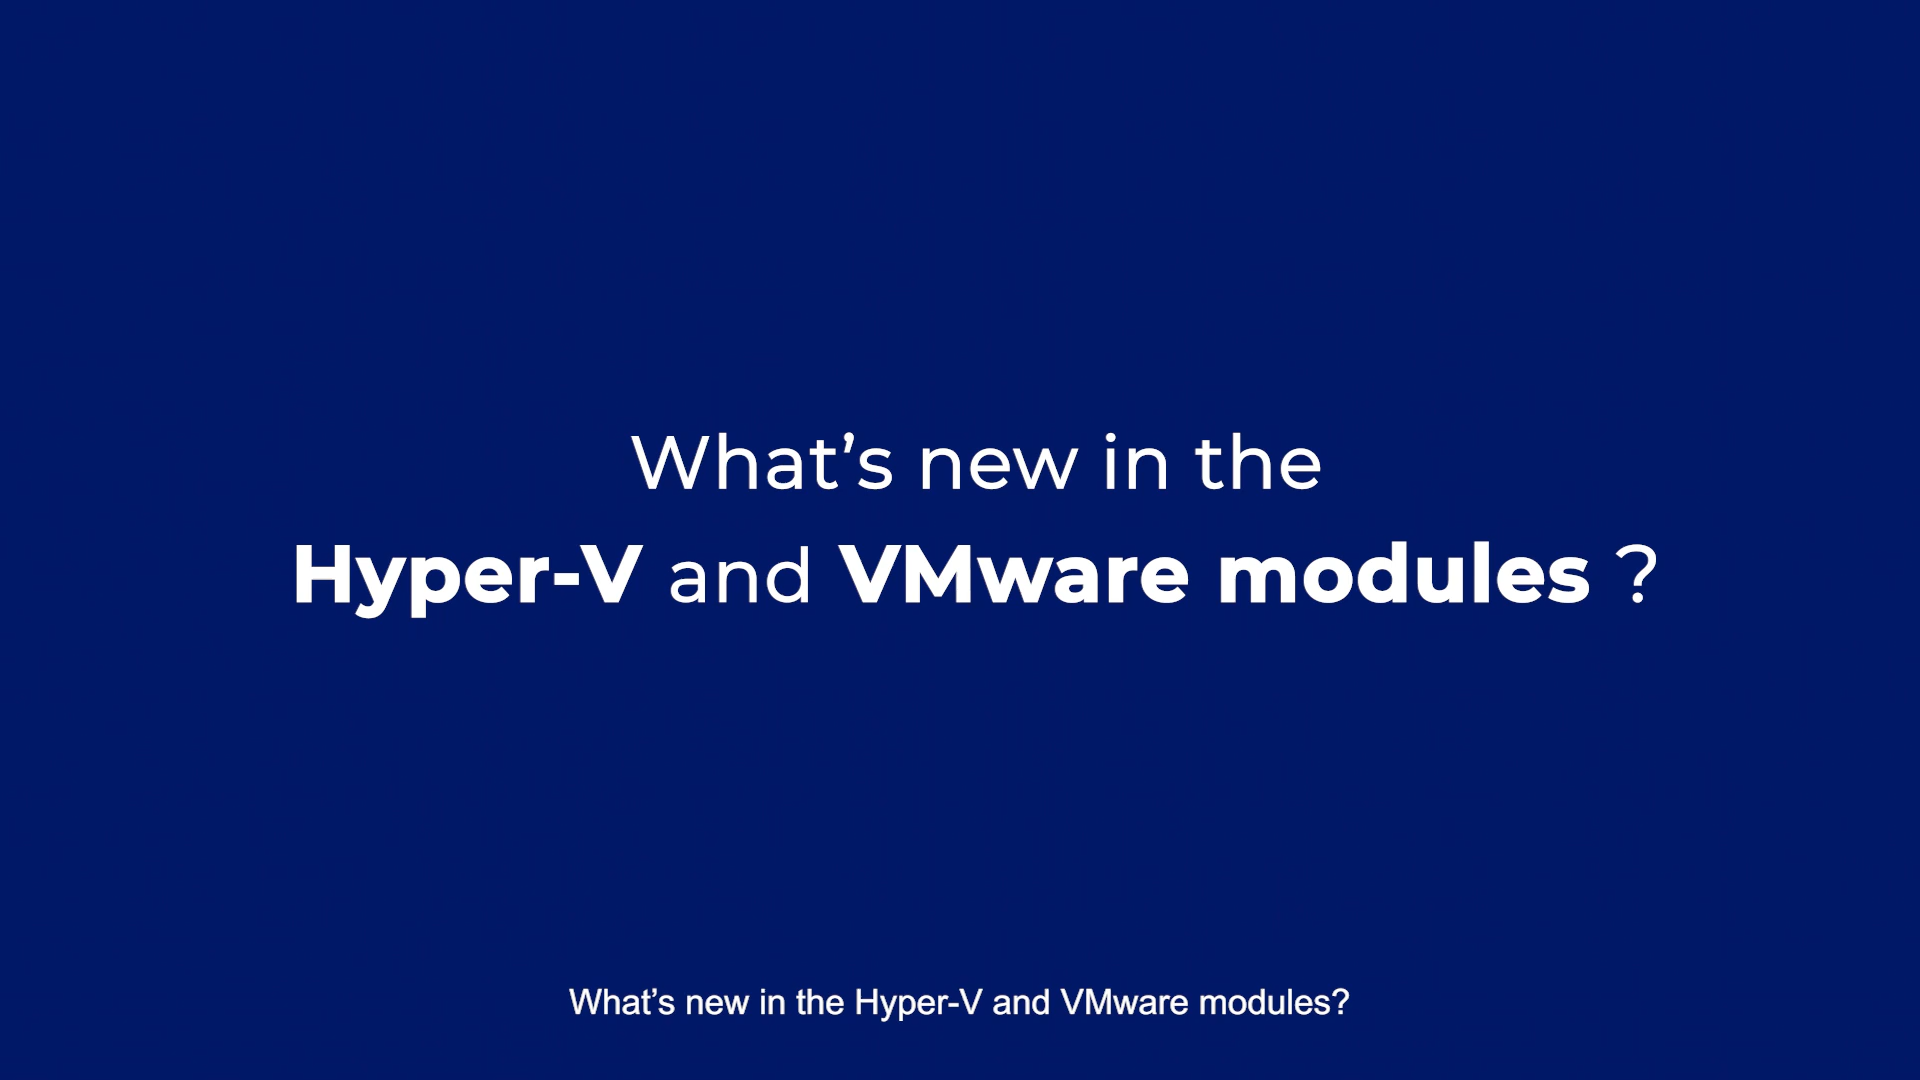 What’s new in the
Hyper-V and VMware modules ?
What’s new in the Hyper-V and VMware modules?